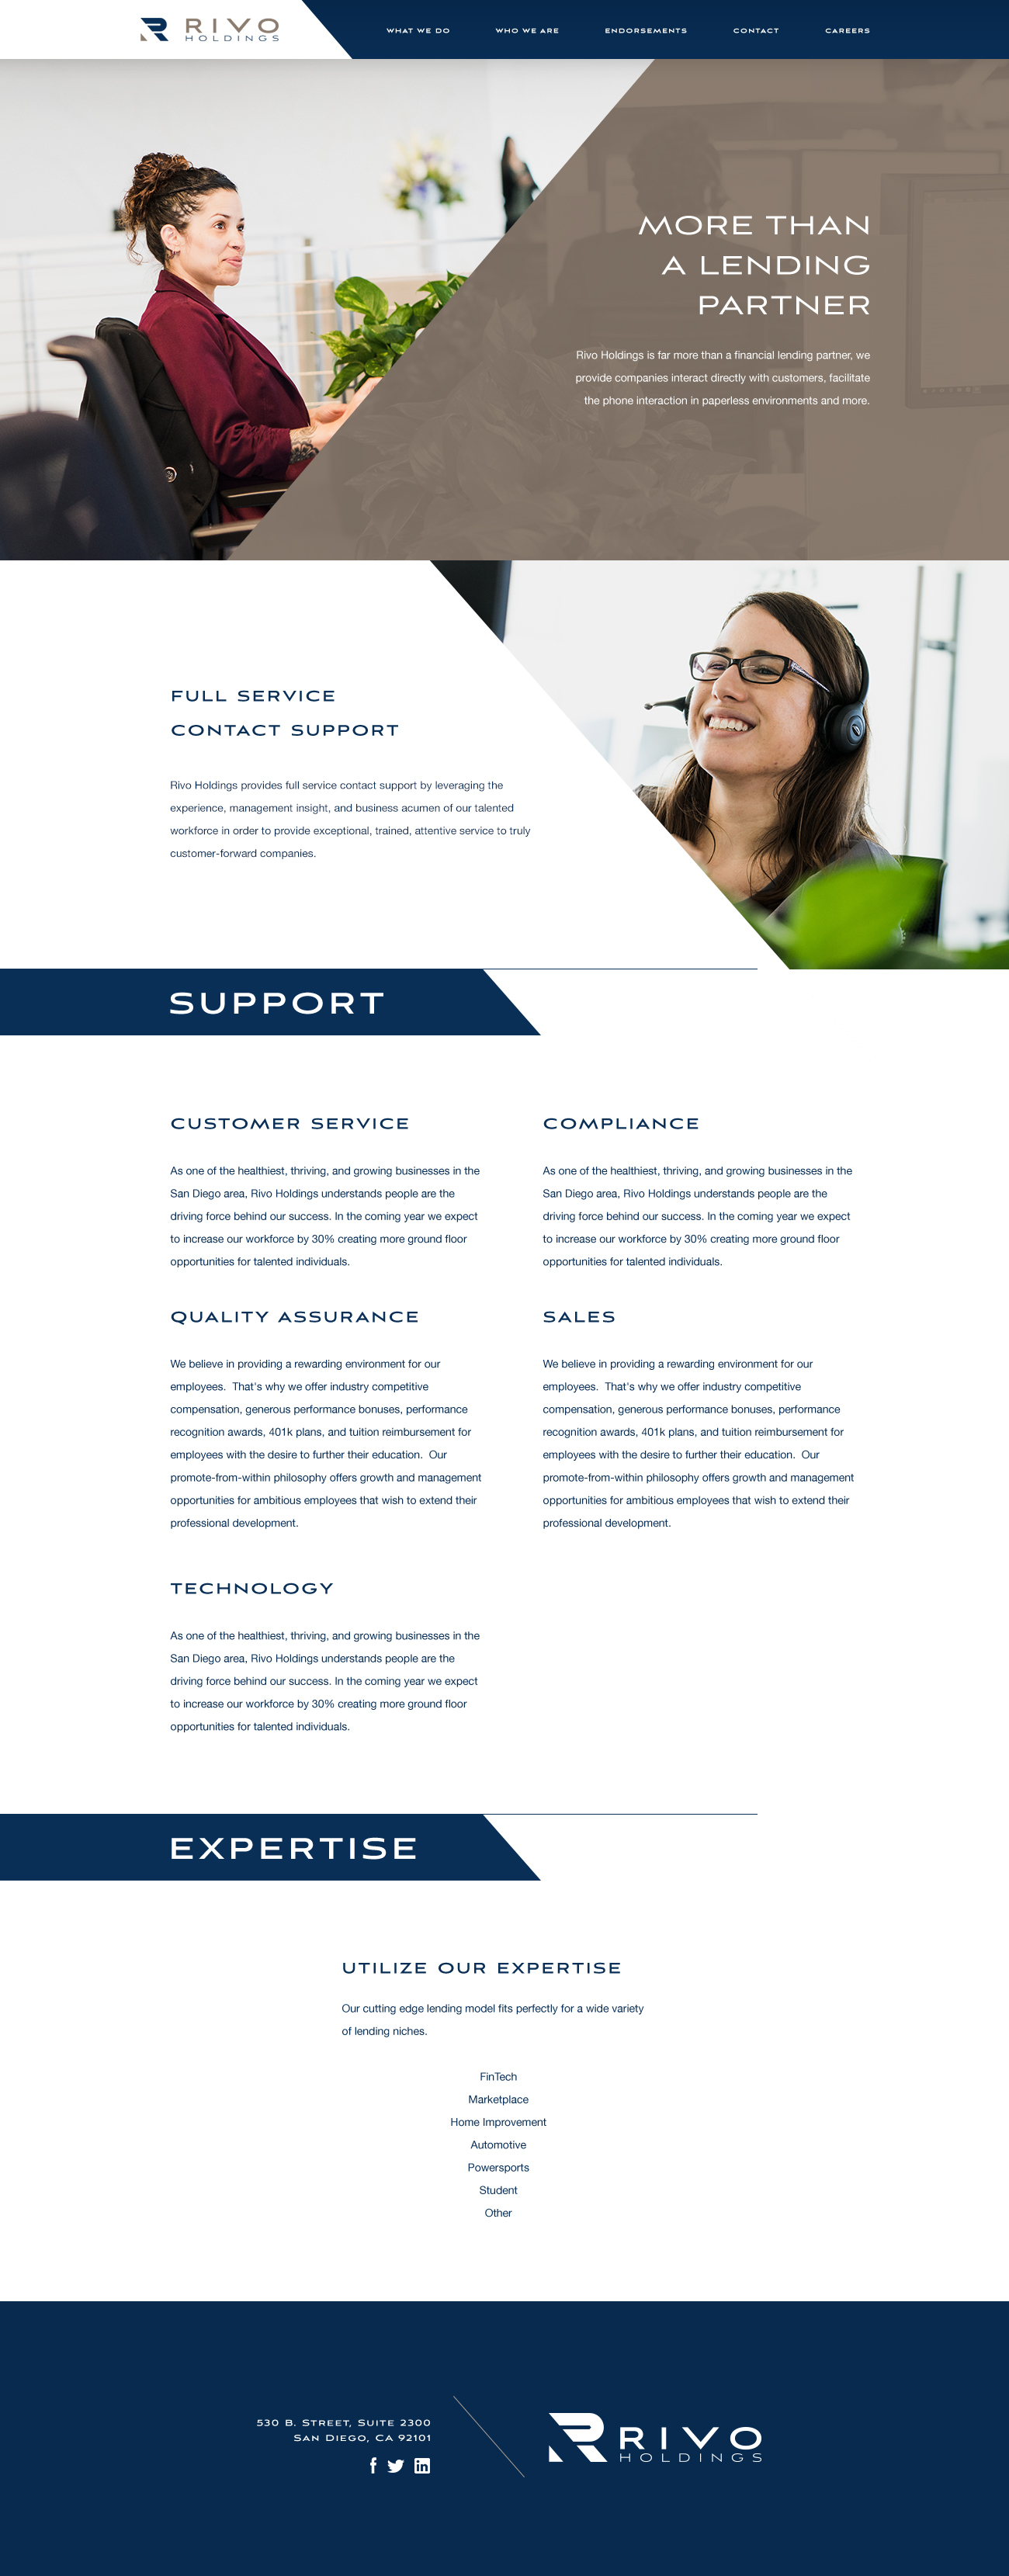 RIVO
HOLDINGS
WHAT WE DO
WHO WE ARE
ENDORSEMENTS
CONTACT
CAREERS
MORE THAN
A LENDING
PARTNER
Rivo Holdings is far more than a financial lending partner, we
provide companies interact directly with customers, facilitate
the phone interaction in paperless environments and more.
FULL SERVICE
CONTACT SUPPORT
Rivo Holdings provides full service contact support by leveraging the
experience, management insight, and business acumen of our talented
workforce in order to provide exceptional, trained, attentive service to truly
customer-forward companies.
SUPPORT
CUSTOMER SERVICE
As one of the healthiest, thriving, and growing businesses in the
San Diego area, Rivo Holdings understands people are the
driving force behind our success. In the coming year we expect
to increase our workforce by 30% creating more ground floor
opportunities for talented individuals.
COMPLIANCE
As one of the healthiest, thriving, and growing businesses in the
San Diego area, Rivo Holdings understands people are the
driving force behind our success. In the coming year we expect
to increase our workforce by 30% creating more ground floor
opportunities for talented individuals.
QUALITY ASSURANCE
We believe in providing a rewarding environment for our
employees.  That's why we offer industry competitive
compensation, generous performance bonuses, performance
recognition awards, 401k plans, and tuition reimbursement for
employees with the desire to further their education.  Our
promote-from-within philosophy offers growth and management
opportunities for ambitious employees that wish to extend their
professional development.
SALES
We believe in providing a rewarding environment for our
employees.  That's why we offer industry competitive
compensation, generous performance bonuses, performance
recognition awards, 401k plans, and tuition reimbursement for
employees with the desire to further their education.  Our
promote-from-within philosophy offers growth and management
opportunities for ambitious employees that wish to extend their
professional development.
TECHNOLOGY
As one of the healthiest, thriving, and growing businesses in the
San Diego area, Rivo Holdings understands people are the
driving force behind our success. In the coming year we expect
to increase our workforce by 30% creating more ground floor
opportunities for talented individuals.
EXPERTISE
UTILIZE OUR EXPERTISE
Our cutting edge lending model fits perfectly for a wide variety
of lending niches.
FinTech
Marketplace
Home Improvement
Automotive
Powersports
Student
Other
530 B. STREET, SUITE 2300
SAN DIEGO, CA 92101
RIVO
HOLDINGS